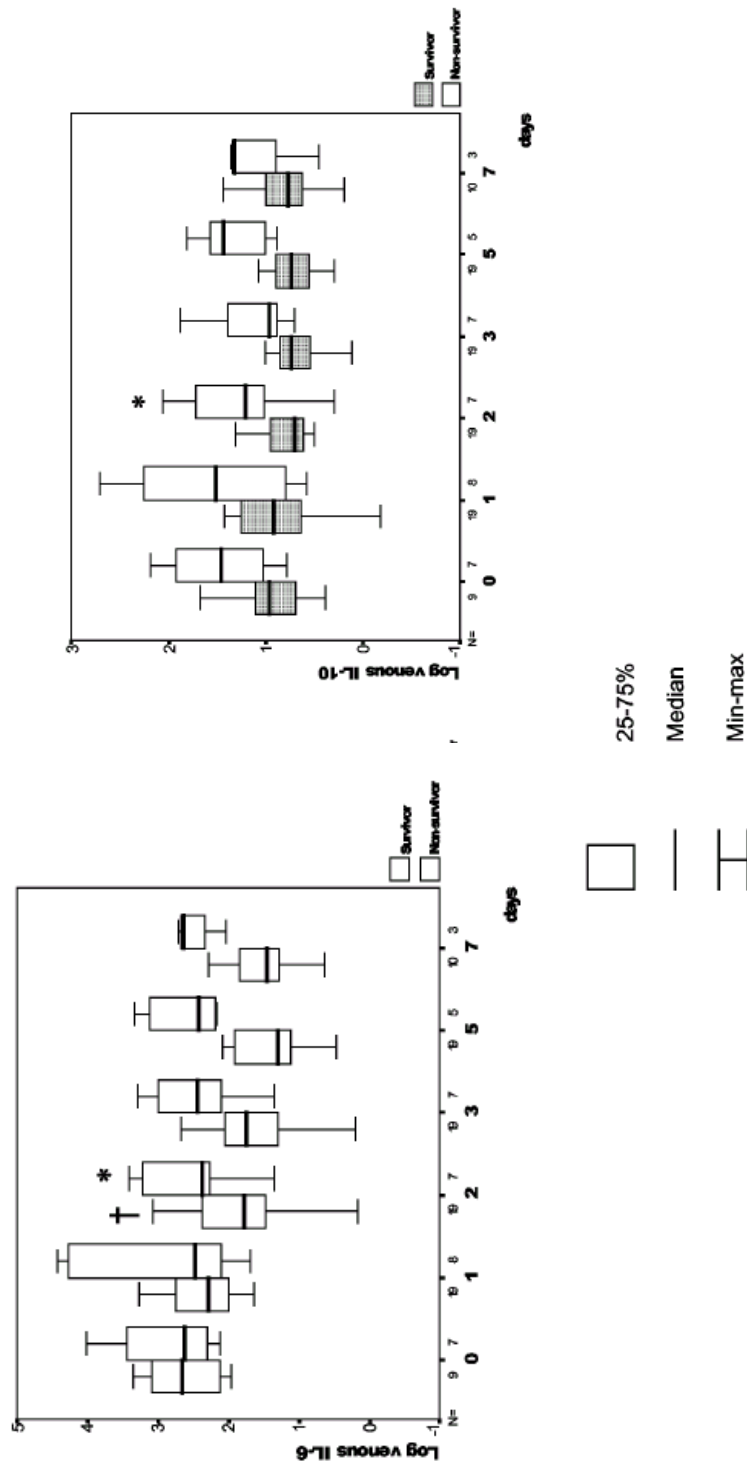 Log venous IL-6
5
4
3
2
1
0
-1
† *
N= 9 7 19 8 19 7 19 7 19 5 10 3
0 1 2 3 5 7
days
Survivor
Non-survivor
Log venous IL-10
3
2
1
0
-1
*
N= 9 7 19 8 19 7 19 7 19 5 10 3
0 1 2 3 5 7
days
Survivor
Non-survivor
25-75%
Median
Min-max